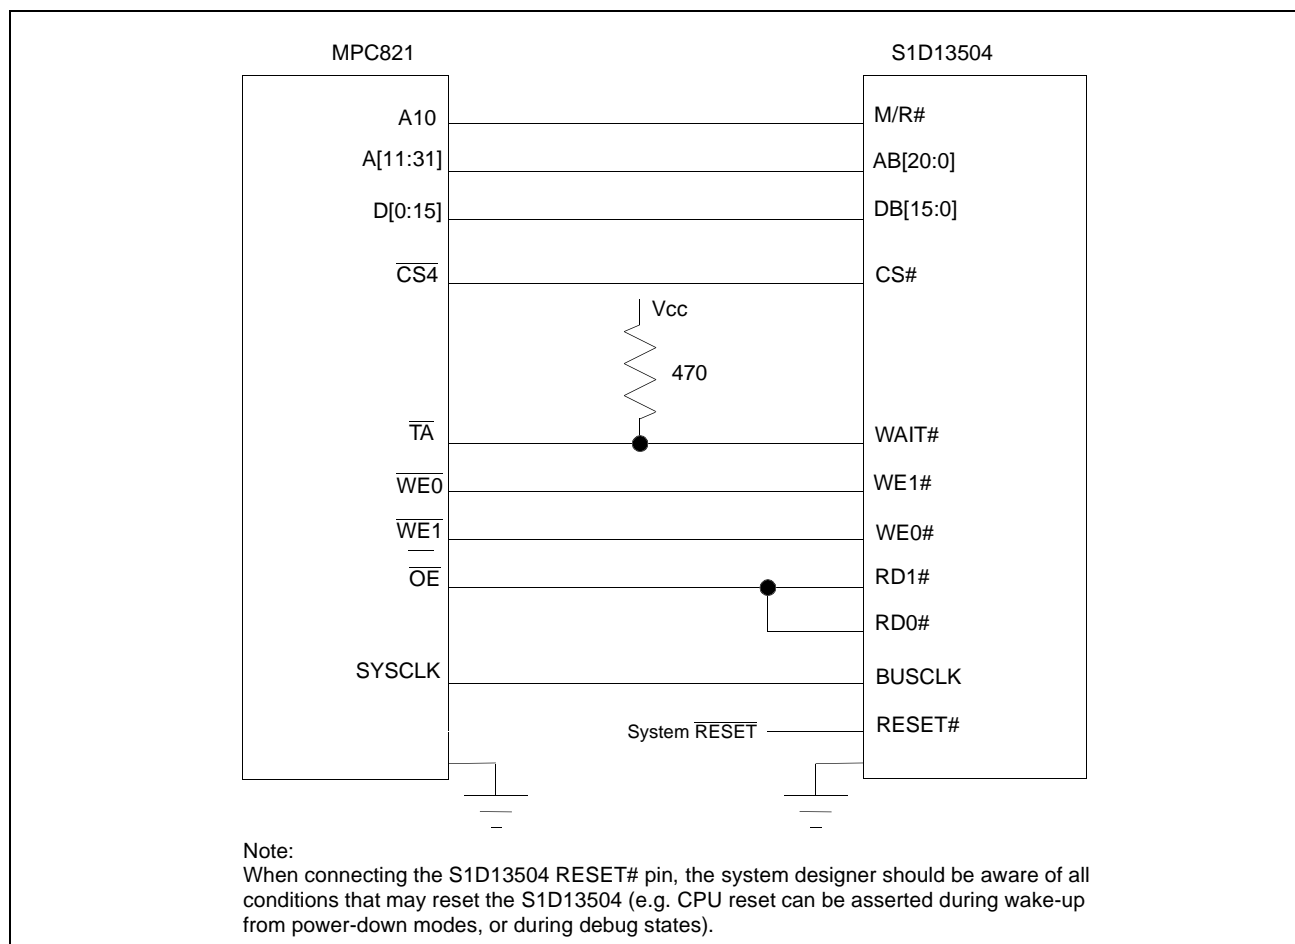 MPC821 S1D13504
A10 M/R#
A[11:31] AB[20:0]
D[0:15] DB[15:0]
CS4 CS#
Vcc
470
TA WAIT#
WE0 WE1#
WE1 WE0#
OE RD1#
RD0#
SYSCLK BUSCLK
System RESET RESET#
Note:
When connecting the S1D13504 RESET# pin, the system designer should be aware of all
conditions that may reset the S1D13504 (e.g. CPU reset can be asserted during wake-up
from power-down modes, or during debug states).